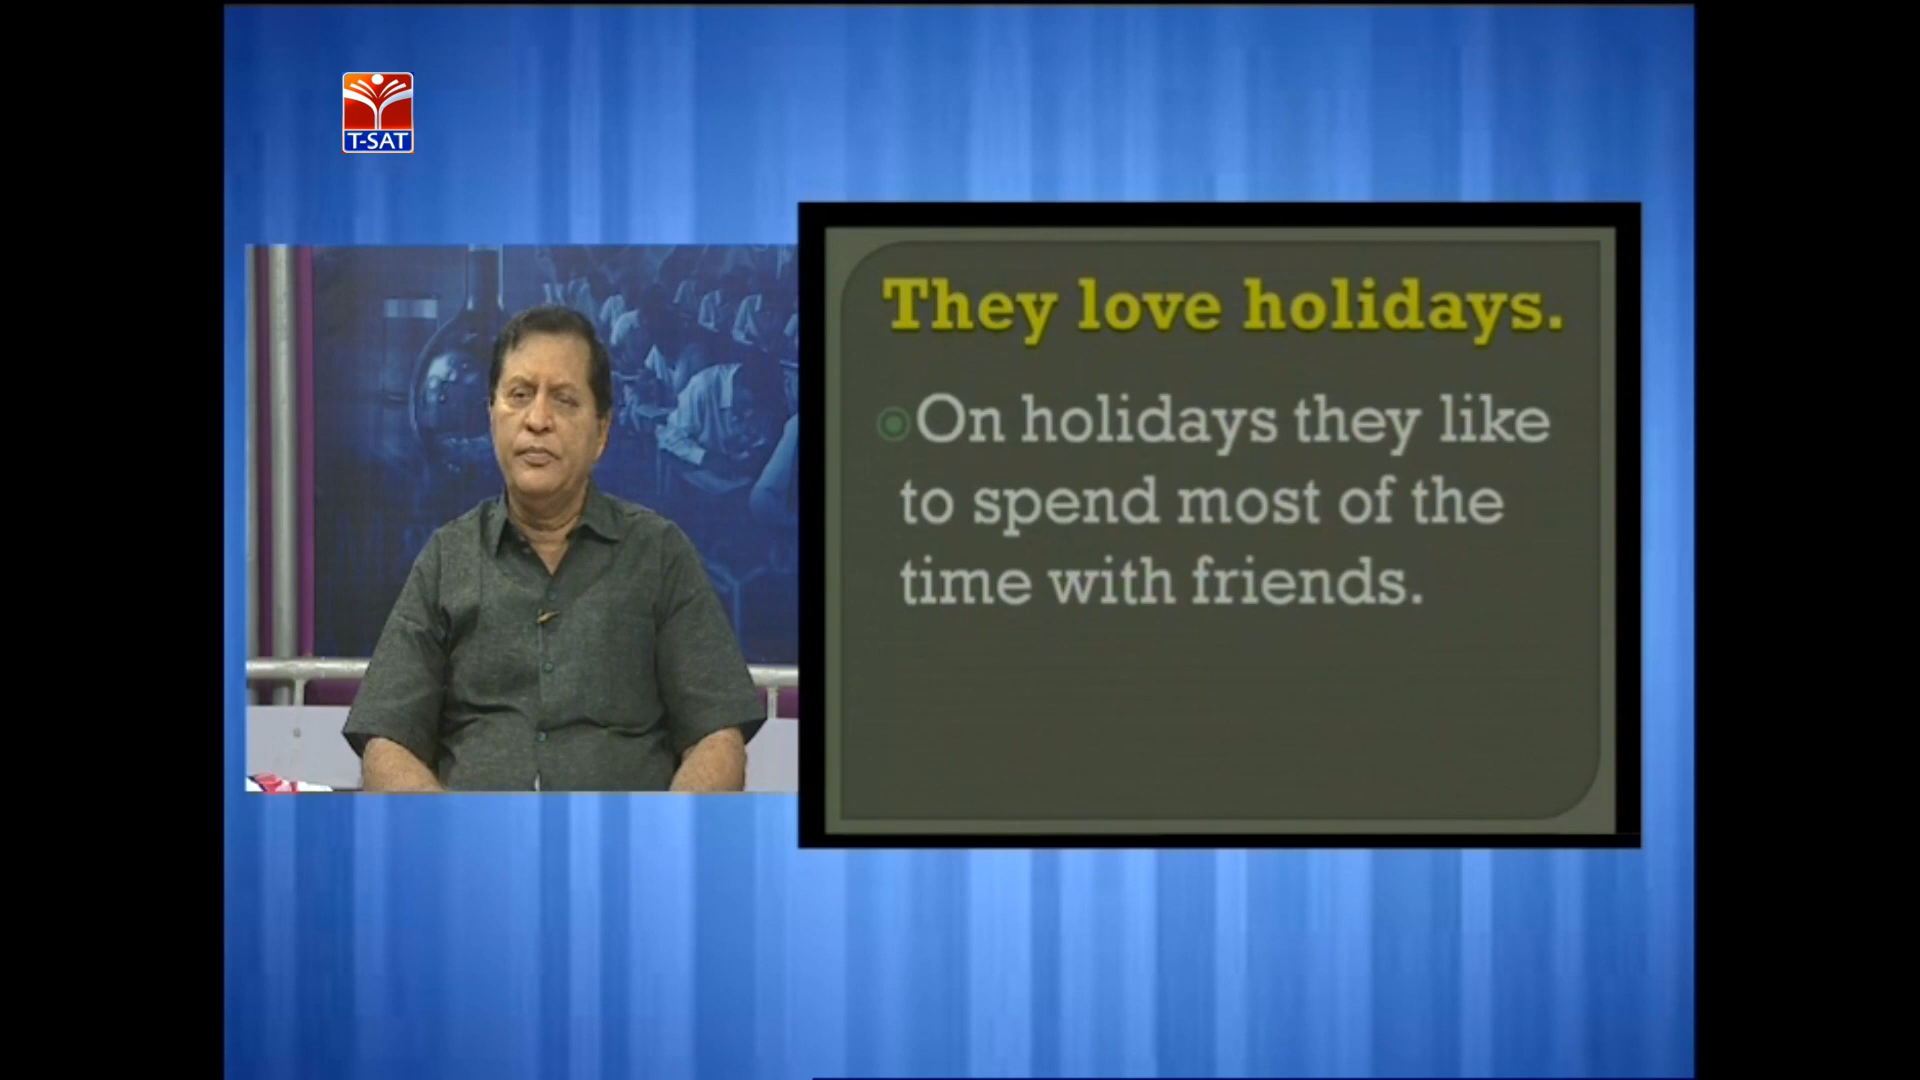 T-SAT
They love holidays.
On holidays they like
to spend most of the
time with friends.